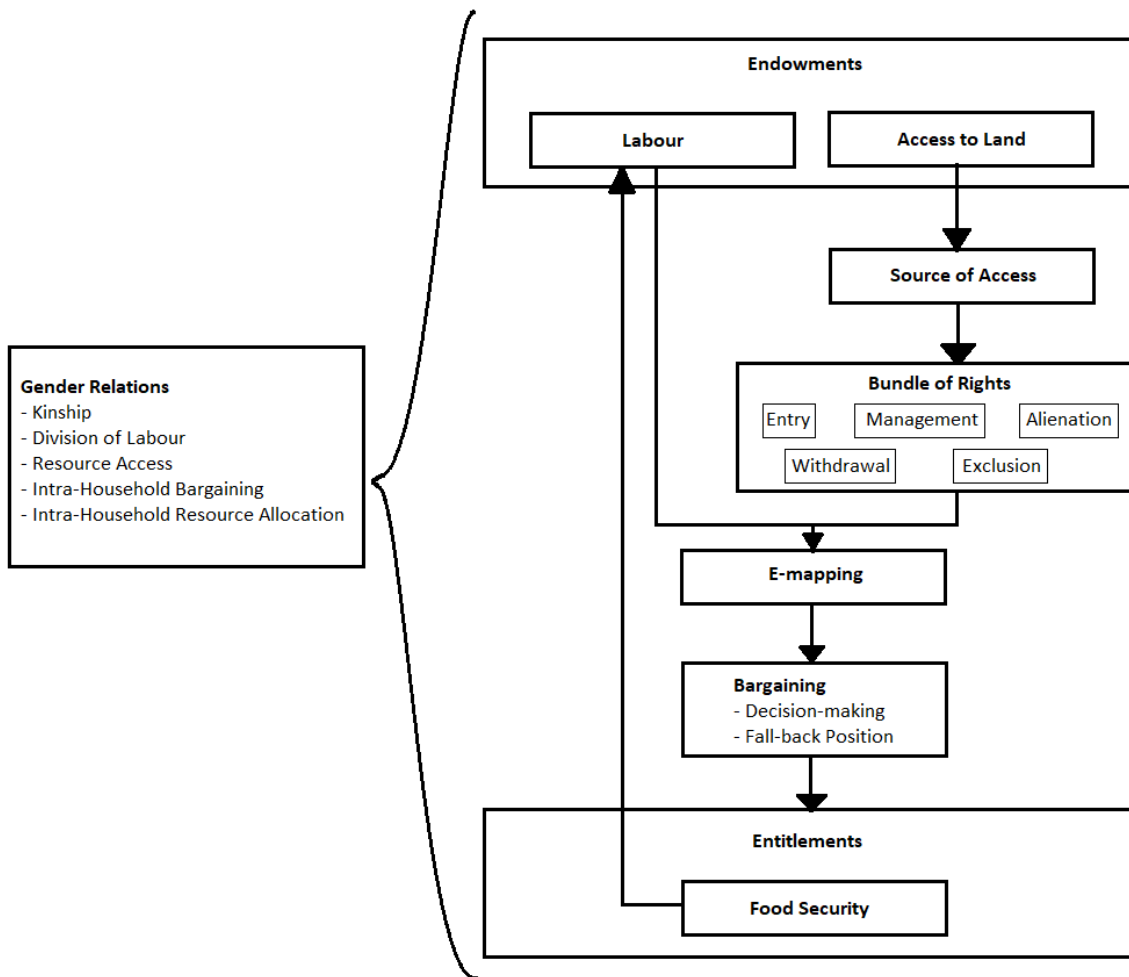 Endowments
Labour
Access to Land
Source of Access
Gender Relations
- Kinship
- Division of Labour
- Resource Access
- Intra-Household Bargaining
- Intra-Household Resource Allocation
Bundle of Rights
Entry
Management
Alienation
Withdrawal
Exclusion
E-mapping
Bargaining
- Decision-making
- Fall-back Position
Entitlements
Food Security